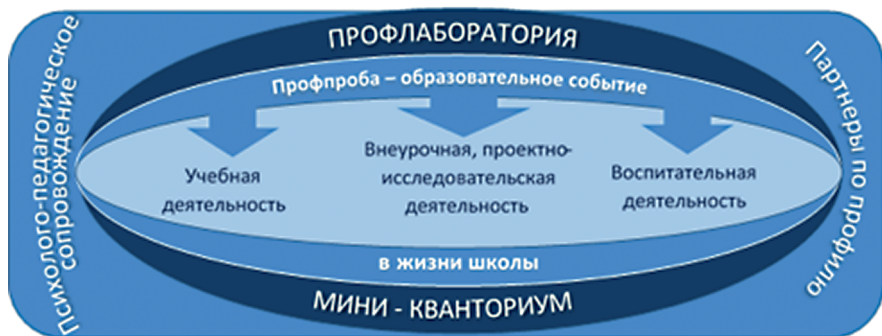 ПРОФЛАБОРАТОРИЯ
Профпроба – образовательное событие
Психолого-педагогическое
сопровождение
Учебная
деятельность
Внеурочная, проектно-
исследовательская
деятельность
Воспитательная
деятельность
Партнеры по профилю
в жизни школы
МИНИ - КВАНТОРИУМ